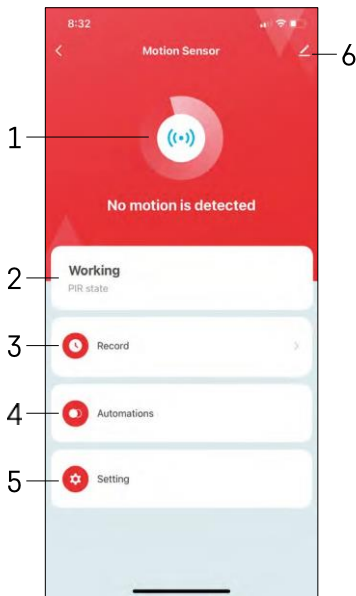 8:32
Motion Sensor
6
1
No motion is detected
2
Working
PIR state
3
Record
4
Automations
5
Setting